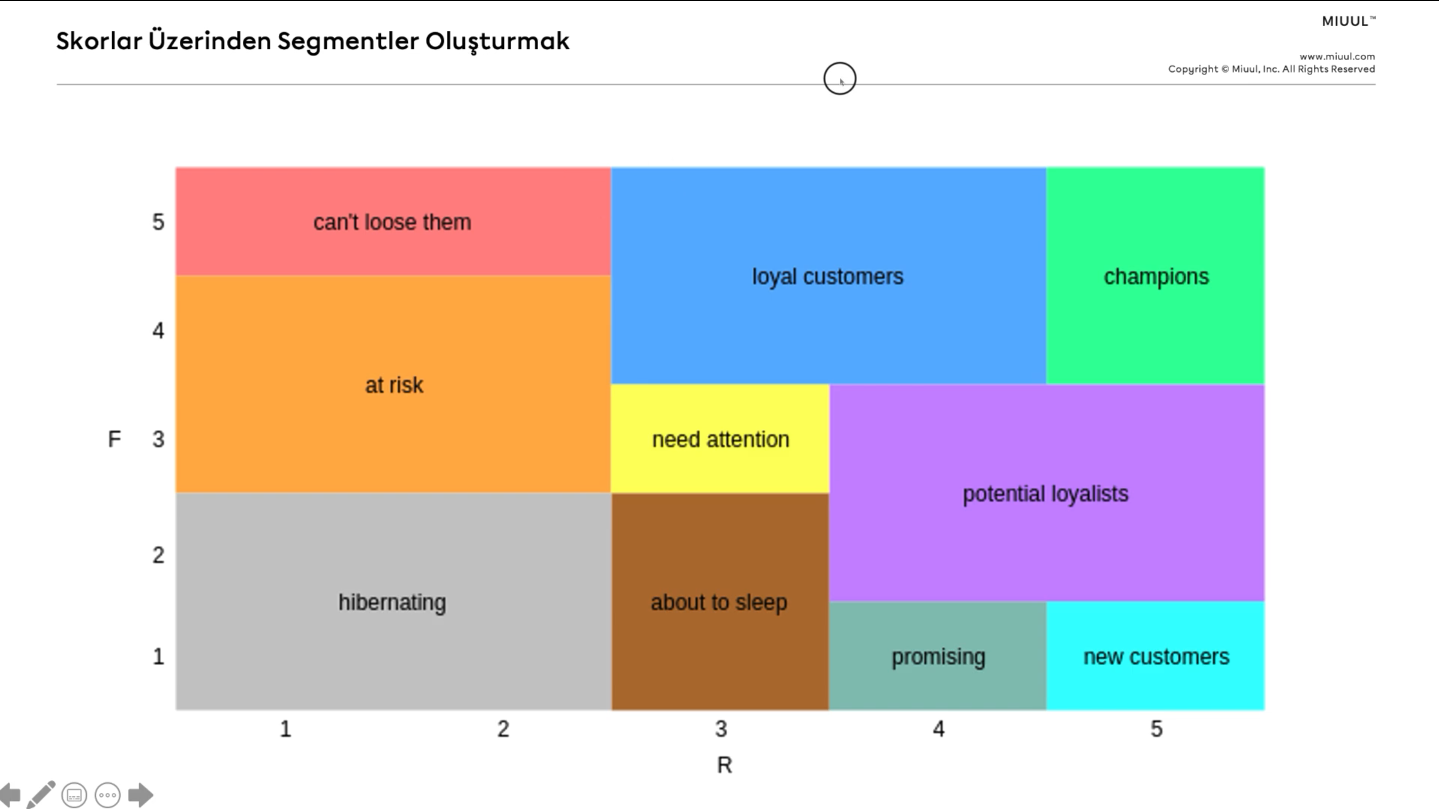 MIUUL™
Skorlar Üzerinden Segmentler Oluşturmak
www.miuul.com
Copyright © Miuul, Inc. All Rights Reserved
5
can't loose them
loyal customers
champions
4
at risk
F
3
need attention
potential loyalists
2
hibernating
about to sleep
1
promising
new customers
1
2
3
4
5
R